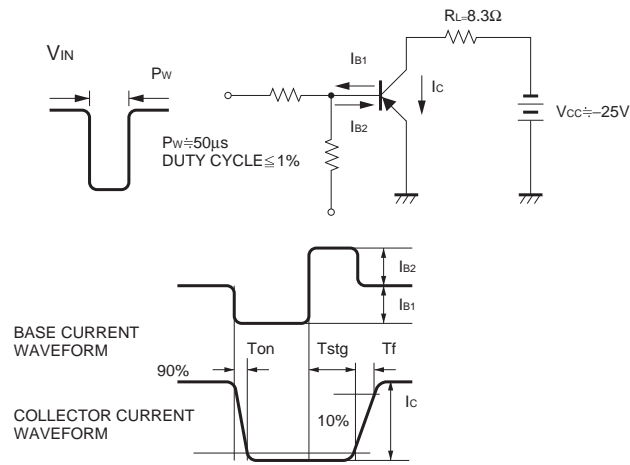 RL=8.3Ω
IB1
VIN
PW
IC
IB2
VCC≒−25V
PW≒50μs
DUTY CYCLE≦1%
IB2
IB1
BASE CURRENT
WAVEFORM
Ton
Tstg
Tf
90%
IC
10%
COLLECTOR CURRENT
WAVEFORM